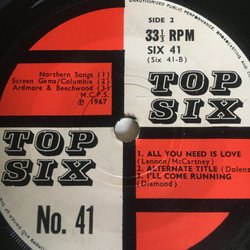 UNAUTHORIZED PUBLIC PERFORMANCE, BROADCAST
SIDE 2
33⅓ RPM
SIX 41
(Six 41-B)
Northern Songs (1)
Screen Gems/Columbia (2)
Ardmore & Beechwood (3)
M.C.P.S.
℗ 1967
TOP
SIX
TOP
SIX
No. 41
1. ALL YOU NEED IS LOVE
(Lennon/McCartney)
2. ALTERNATE TITLE (Dolenz
3. I'LL COME RUNNING
(Diamond)